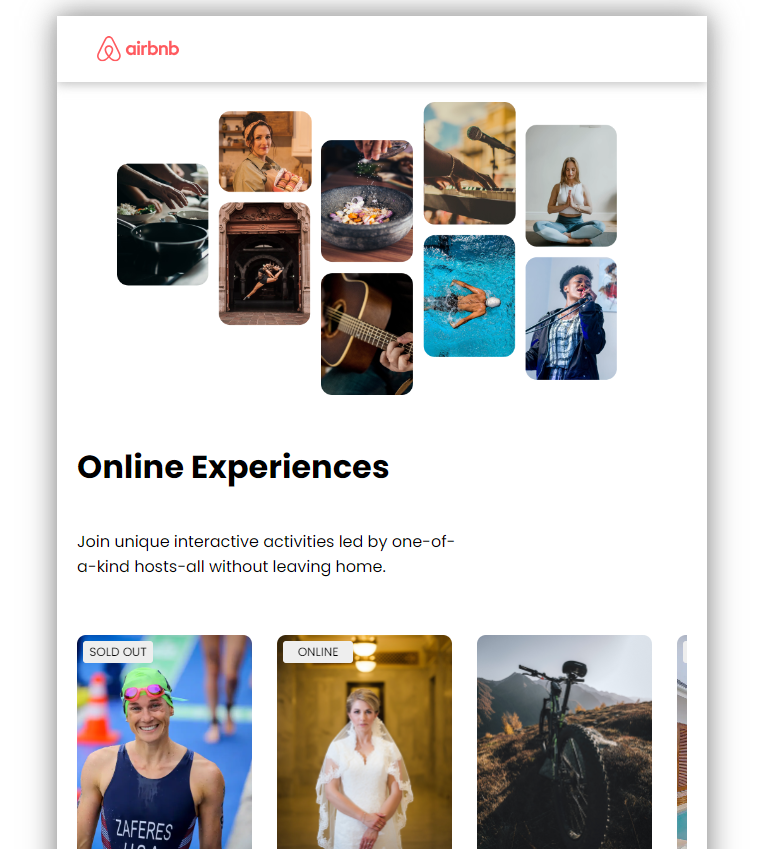 airbnb
Online Experiences
Join unique interactive activities led by one-of-
a-kind hosts-all without leaving home.
SOLD OUT
ONLINE
ZAFERES
USA